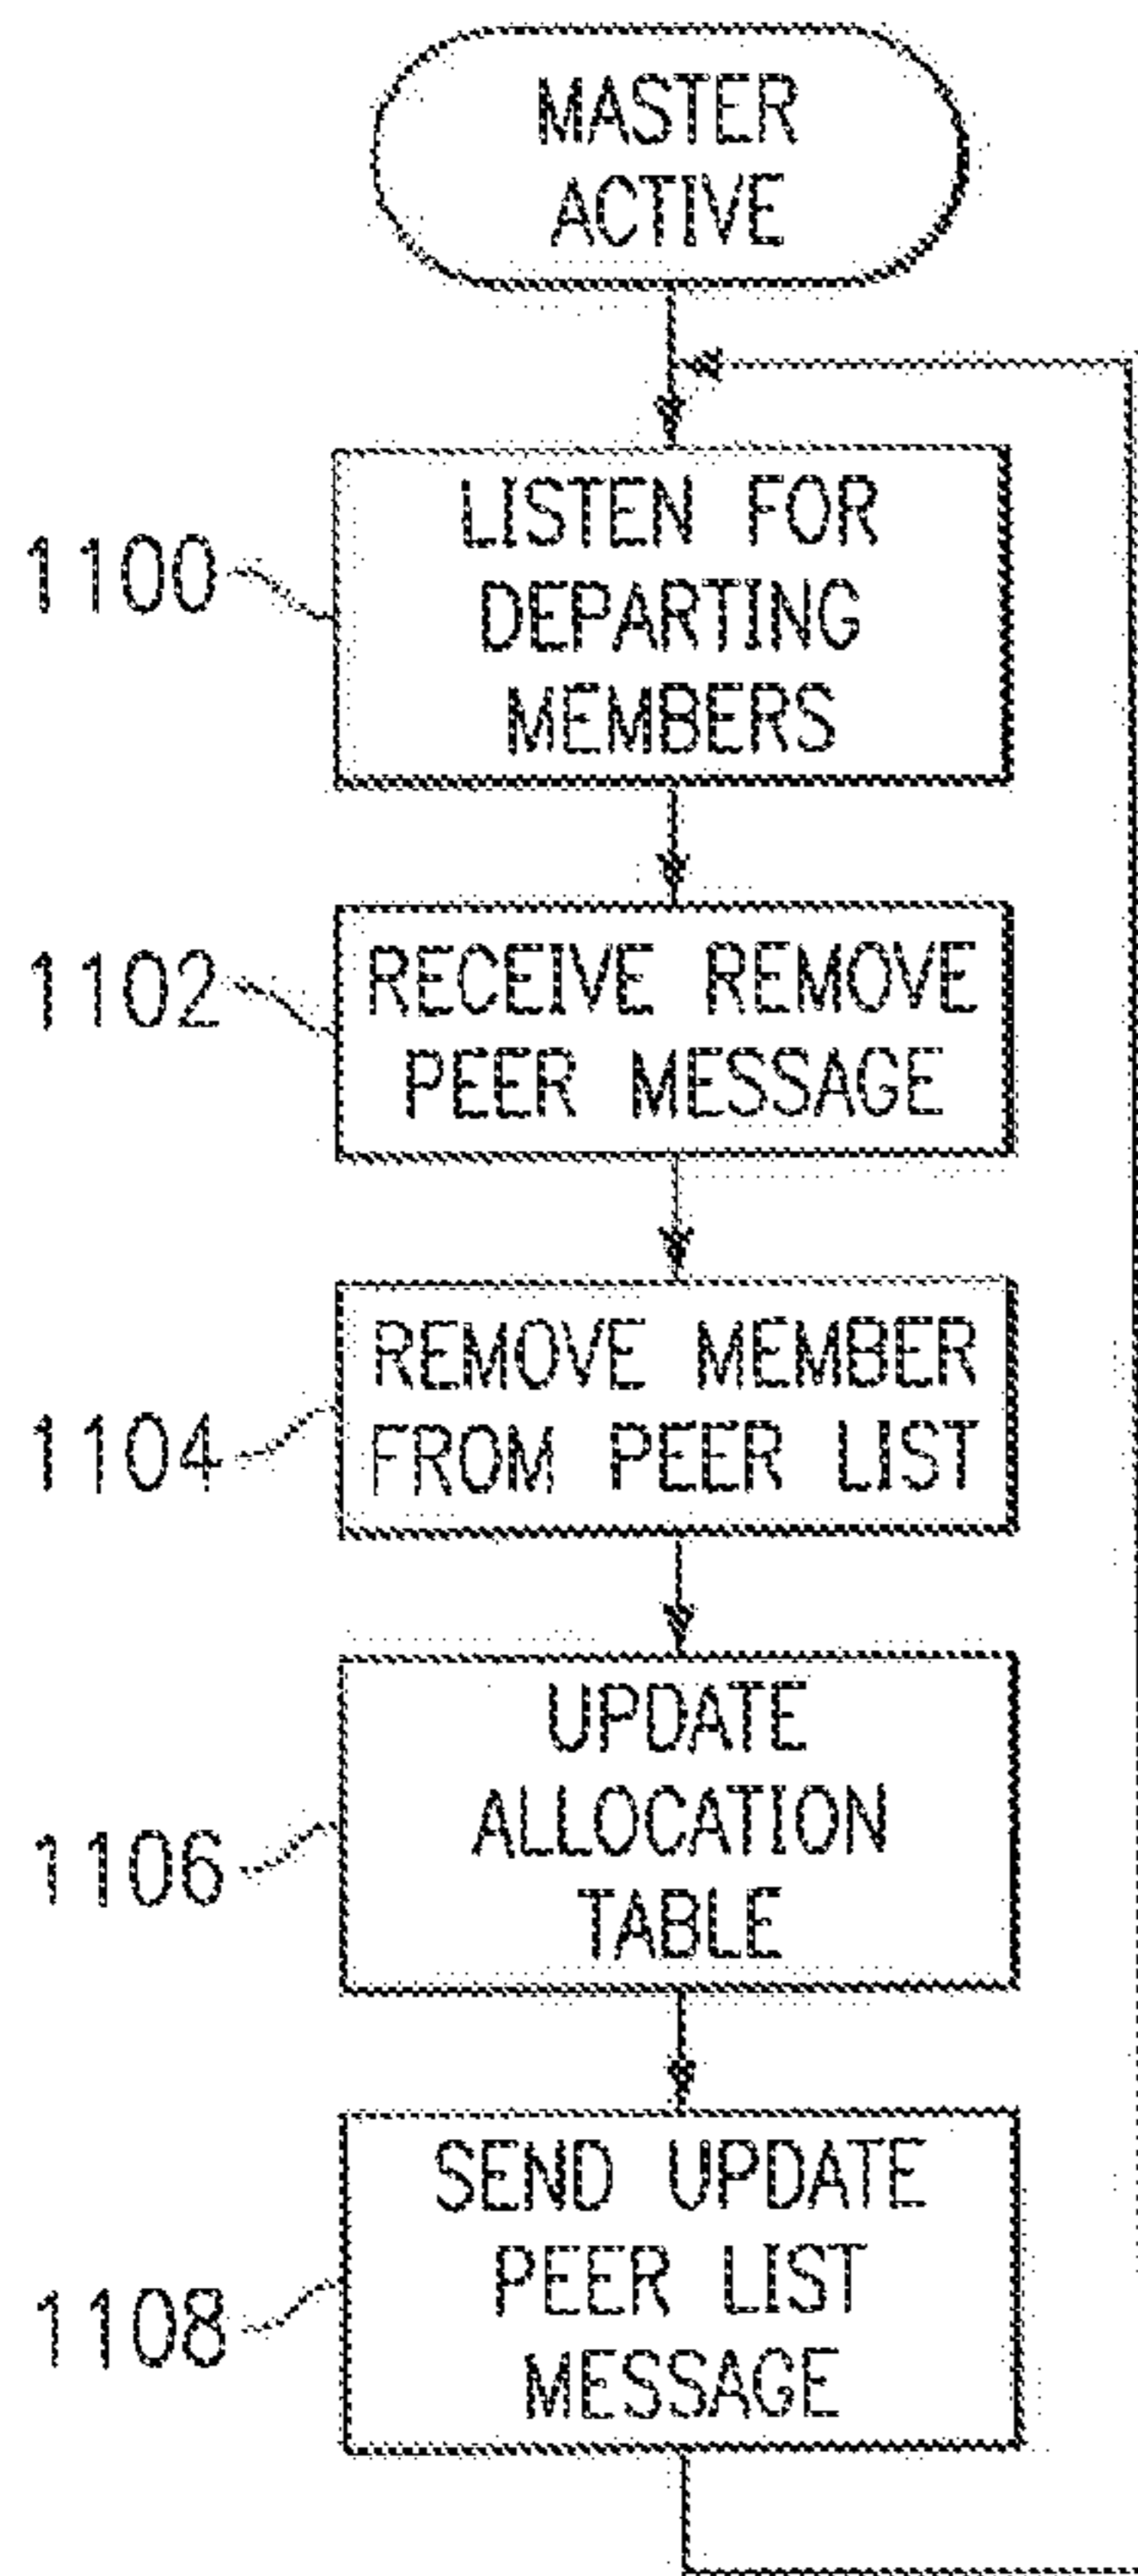 MASTER
ACTIVE
1100
LISTEN FOR
DEPARTING
MEMBERS
1102
RECEIVE REMOVE
PEER MESSAGE
1104
REMOVE MEMBER
FROM PEER LIST
1106
UPDATE
ALLOCATION
TABLE
1108
SEND UPDATE
PEER LIST
MESSAGE